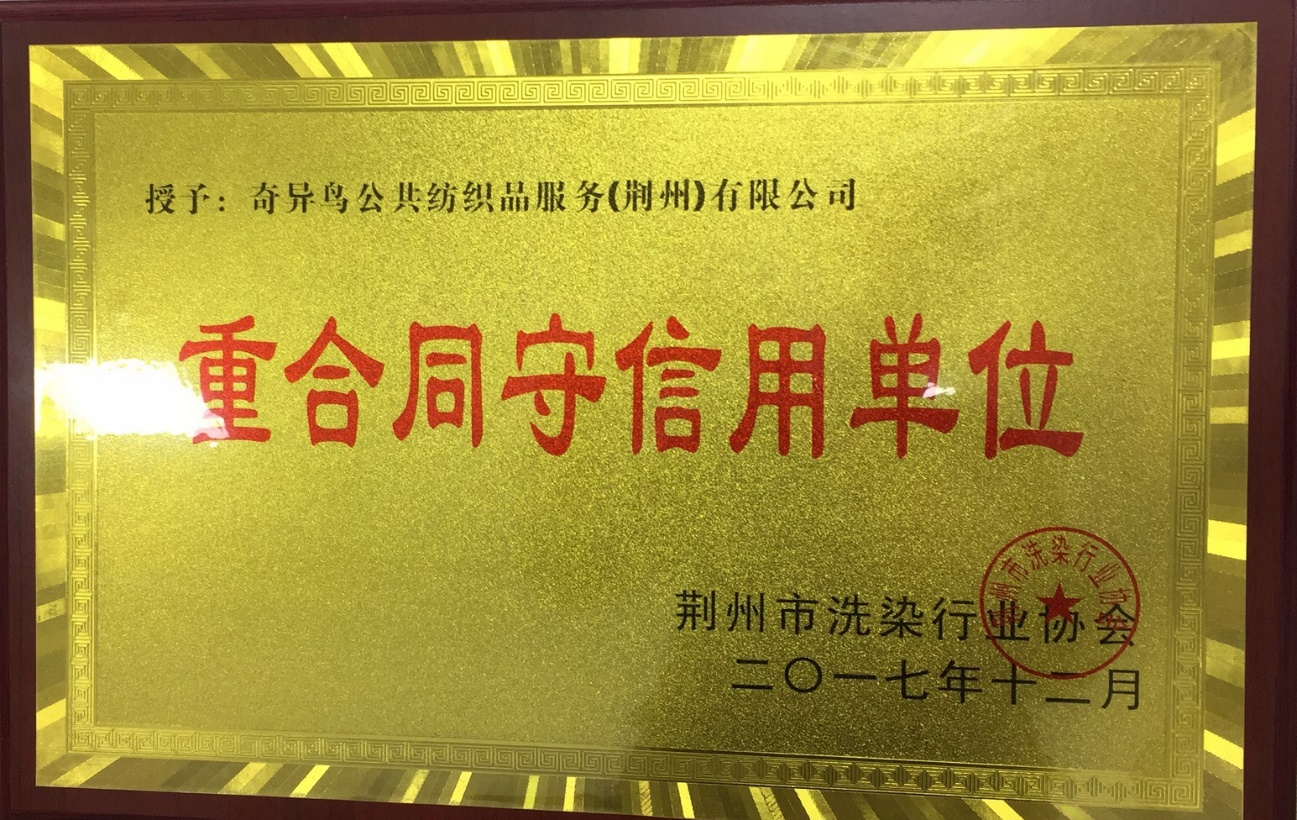 授予：奇异鸟公共纺织品服务(荆州)有限公司
重合同守信用单位
荆州市洗染行业协会
荆州市洗染行业协会
二〇一七年十二月